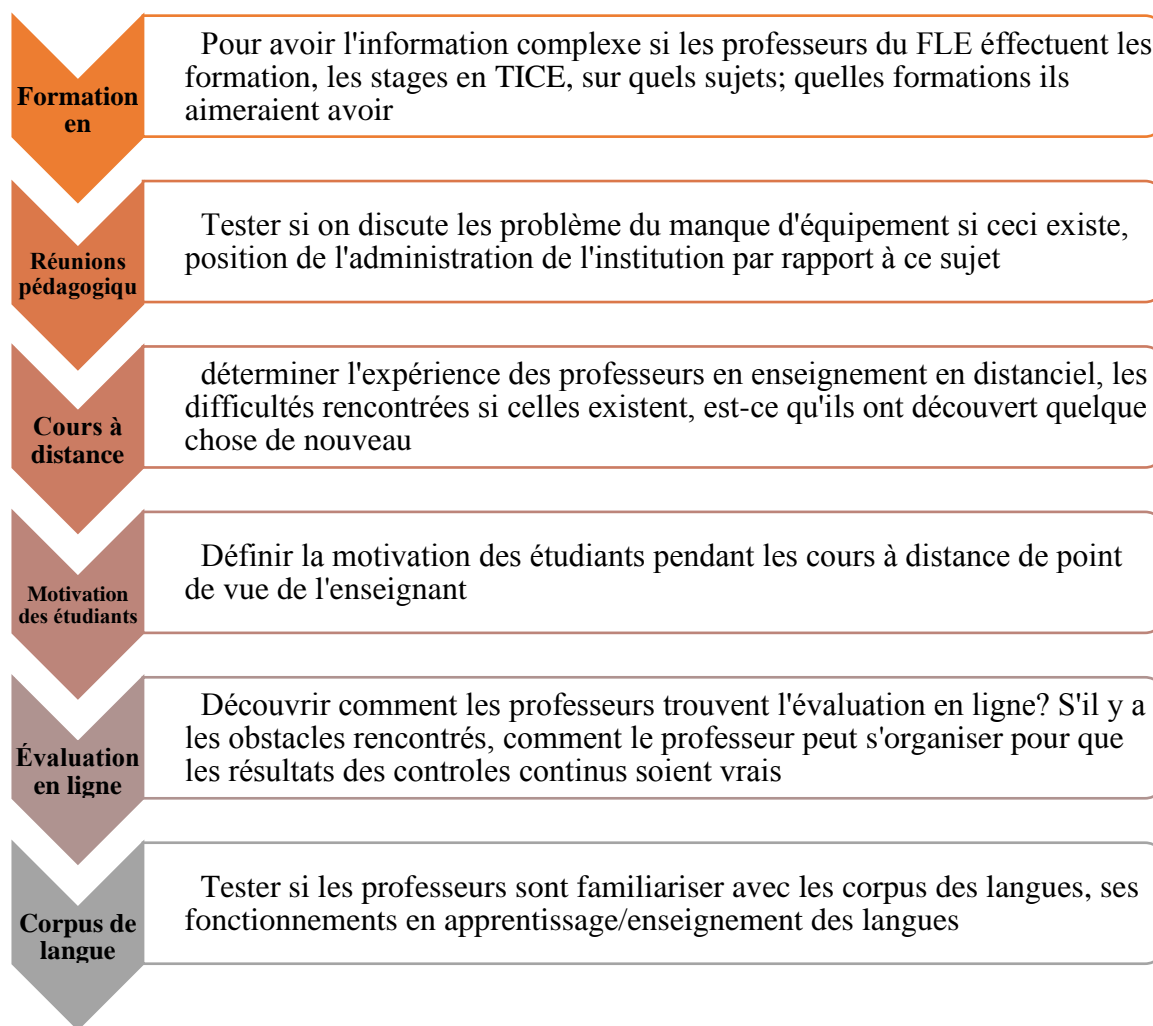 Formation
en
Pour avoir l'information complexe si les professeurs du FLE éffectuent les
formation, les stages en TICE, sur quels sujets; quelles formations ils
aimeraient avoir
Réunions
pédagogiqu
Tester si on discute les problème du manque d'équipement si ceci existe,
position de l'administration de l'institution par rapport à ce sujet
Cours à
distance
déterminer l'expérience des professeurs en enseignement en distanciel, les
difficultés rencontrées si celles existent, est-ce qu'ils ont découvert quelque
chose de nouveau
Motivation
des étudiants
Définir la motivation des étudiants pendant les cours à distance de point
de vue de l'enseignant
Évaluation
en ligne
Découvrir comment les professeurs trouvent l'évaluation en ligne? S'il y a
les obstacles rencontrés, comment le professeur peut s'organiser pour que
les résultats des controles continus soient vrais
Corpus de
langue
Tester si les professeurs sont familiariser avec les corpus des langues, ses
fonctionnements en apprentissage/enseignement des langues